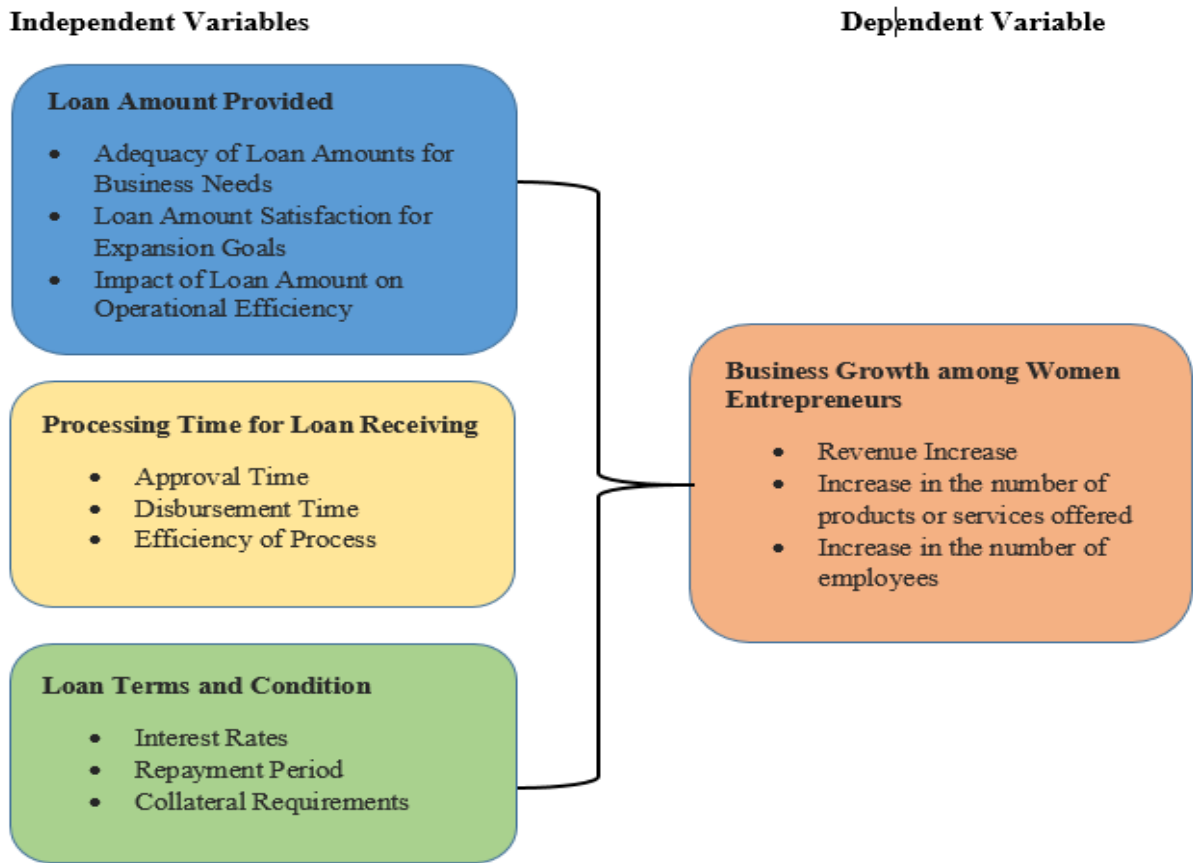 Independent Variables
Dependent Variable
Loan Amount Provided
• Adequacy of Loan Amounts for
Business Needs
• Loan Amount Satisfaction for
Expansion Goals
• Impact of Loan Amount on
Operational Efficiency
Processing Time for Loan Receiving
• Approval Time
• Disbursement Time
• Efficiency of Process
Loan Terms and Condition
• Interest Rates
• Repayment Period
• Collateral Requirements
Business Growth among Women
Entrepreneurs
• Revenue Increase
• Increase in the number of
products or services offered
• Increase in the number of
employees